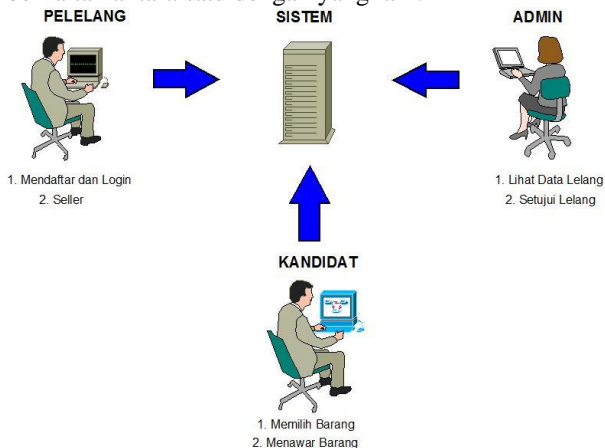 PELELANG
SISTEM
ADMIN
1. Mendaftar dan Login
2. Seller
1. Lihat Data Lelang
2. Setujui Lelang
KANDIDAT
1. Memilih Barang
2. Menawar Barang